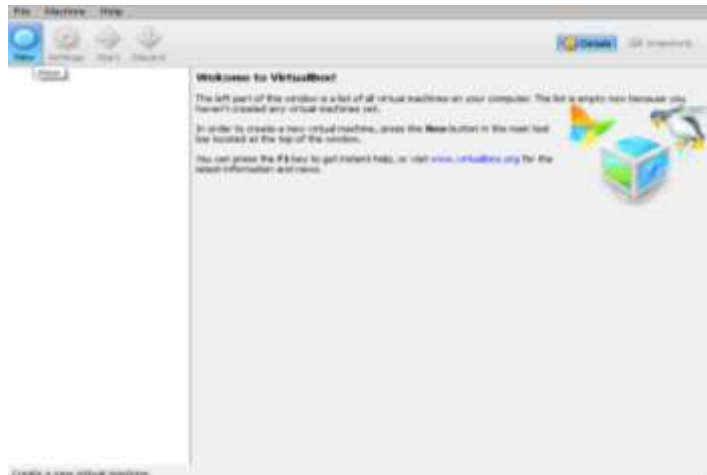 File Machine Help
New Settings Start Discard
Details Snapshots
New
Welcome to VirtualBox!
The left part of this window is a list of all virtual machines on your computer. The list is empty now because you
haven't created any virtual machines yet.
In order to create a new virtual machine, press the New button in the main tool
bar located at the top of the window.
You can press the F1 key to get instant help, or visit www.virtualbox.org for the
latest information and news.
Create a new virtual machine